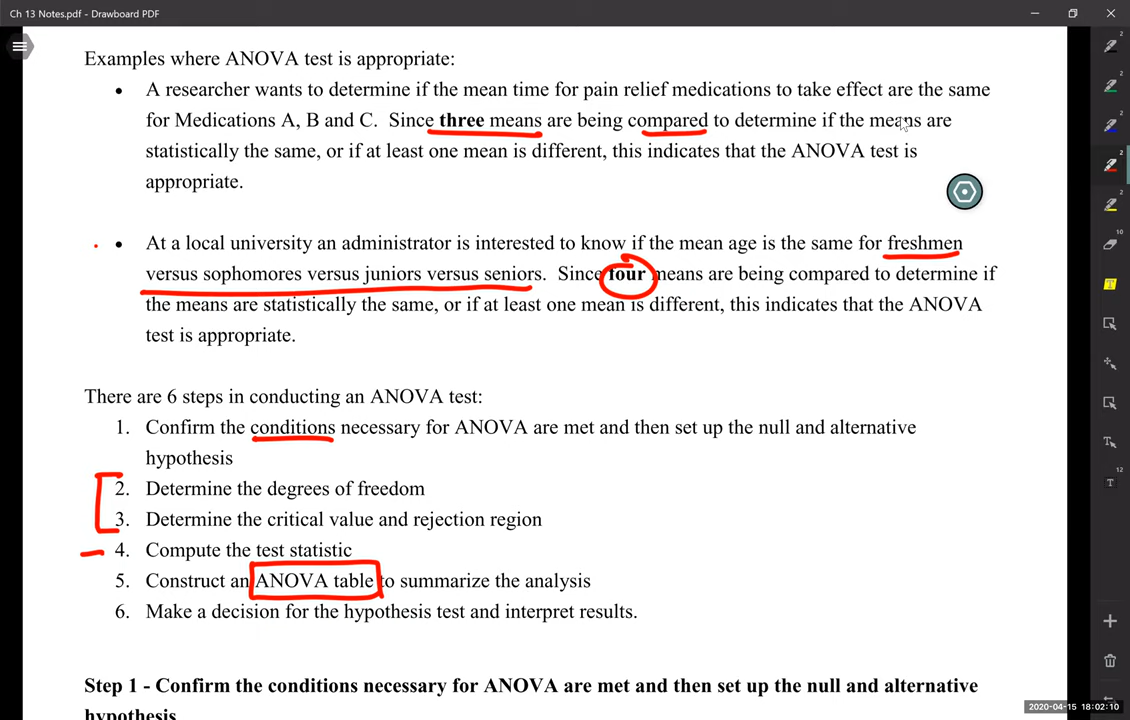 Ch 13 Notes.pdf - Drawboard PDF
Examples where ANOVA test is appropriate:
• A researcher wants to determine if the mean time for pain relief medications to take effect are the same
for Medications A, B and C. Since three means are being compared to determine if the means are
statistically the same, or if at least one mean is different, this indicates that the ANOVA test is
appropriate.
• At a local university an administrator is interested to know if the mean age is the same for freshmen
versus sophomores versus juniors versus seniors. Since four means are being compared to determine if
the means are statistically the same, or if at least one mean is different, this indicates that the ANOVA
test is appropriate.
There are 6 steps in conducting an ANOVA test:
1. Confirm the conditions necessary for ANOVA are met and then set up the null and alternative
hypothesis
2. Determine the degrees of freedom
3. Determine the critical value and rejection region
4. Compute the test statistic
5. Construct an ANOVA table to summarize the analysis
6. Make a decision for the hypothesis test and interpret results.
Step 1 - Confirm the conditions necessary for ANOVA are met and then set up the null and alternative
hypothesis
2
2
2
2
2
10
T
T
12
T
2020-04-15 18:02:10